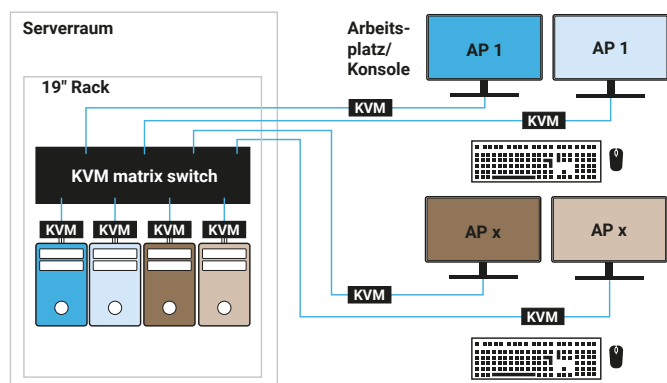 Serverraum
19" Rack
KVM matrix switch
KVM
KVM
KVM
KVM
Arbeits-
platz/
Konsole
AP 1
AP 1
KVM
KVM
AP x
AP x
KVM
KVM